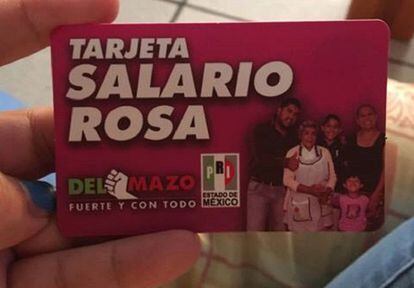 TARJETA
SALARIO
ROSA
DEL MAZO
FUERTE Y CON TODO
PRI
ESTADO DE
MÉXICO